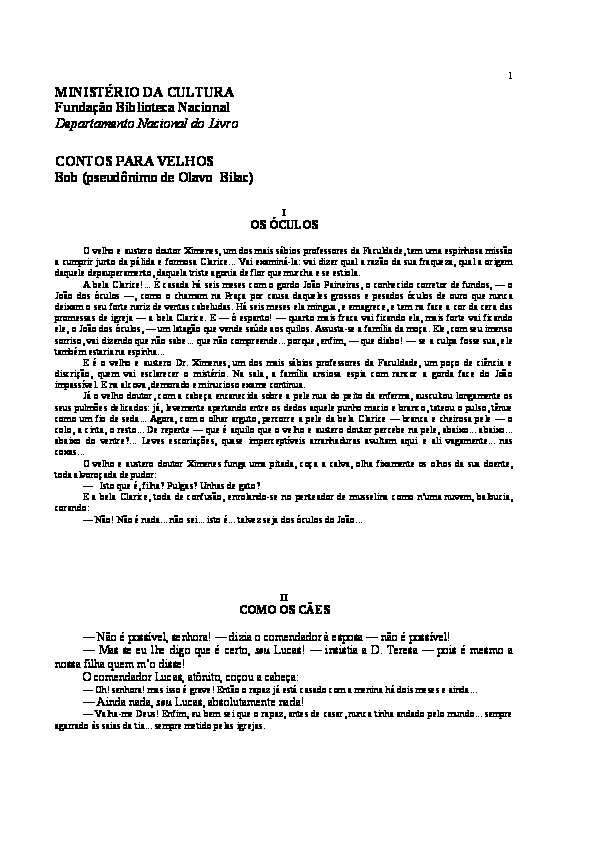 1
MINISTÉRIO DA CULTURA
Fundação Biblioteca Nacional
Departamento Nacional do Livro
CONTOS PARA VELHOS
Bob (pseudônimo de Olavo Bilac)
I
OS ÓCULOS
O velho e austero doutor Ximenes, um dos mais sábios professores da Faculdade, tem uma espinhosa missão
a cumprir junto da pálida e formosa Clarice... Vai examiná-la: vai dizer qual a razão da sua fraqueza, qual a origem
daquele depauperamento, daquela triste agonia de flor que murcha e se estiola.
A bela Clarice!... É casada há seis meses com o gordo João Paineiras, o conhecido corretor de fundos, — o
João dos óculos —, como o chamam na Praça por causa daqueles grossos e pesados óculos de ouro que nunca
deixam o seu forte nariz de ventas cabeludas. Há seis meses ela míngua, e emagrece, e tem na face a cor da cera das
promessas de igreja — a bela Clarice. E — ó espanto! — quanto mais fraca vai ficando ela, mais forte vai ficando
ele, o João dos óculos, — um latagão que vende saúde aos quilos. Assusta-se a família da moça. Ele, com seu imenso
sorriso, vai dizendo que não sabe... que não compreende... porque, enfim, — que diabo! — se a culpa fosse sua, ele
também estaria na espinha...
E é o velho e austero Dr. Ximenes, um dos mais sábios professores da Faculdade, um poço de ciência e
discrição, quem vai esclarecer o mistério. Na sala, a família ansiosa espia com rancor a gorda face do João
impassível. E na alcova, demorado e minucioso exame continua.
Já o velho doutor, com a cabeça encanecida sobre a pele nua do peito da enferma, auscultou longamente os
seus pulmões delicados: já, levemente apertando entre os dedos aquele punho macio e branco, tateou o pulso, tênue
como um fio de seda... Agora, com o olhar arguto, percorre a pele da bela Clarice — branca e cheirosa pele — o
colo, a cinta, o resto... De repente — que é aquilo que o velho e austero doutor percebe na pele, abaixo... abaixo...
abaixo do ventre?... Leves escoriações, quase imperceptíveis arranhaduras avultam aqui e ali vagamente... nas
coxas...
O velho e austero doutor Ximenes funga uma pitada, coça a calva, olha fixamente os olhos da sua doente,
toda alvoroçada de pudor:
— Isto que é, filha? Pulgas? Unhas de gato?
E a bela Clarice, toda de confusão, enrolando-se no penteador de musselina como n'uma nuvem, balbucia,
corando:
— Não! Não é nada... não sei... isto é... talvez seja dos óculos do João...
II
COMO OS CÃES
— Não é possível, senhora! — dizia o comendador à esposa — não é possível!
— Mas se eu lhe digo que é certo, seu Lucas! — insistia a D. Teresa — pois é mesmo a
nossa filha quem m'o disse!
O comendador Lucas, atônito, coçou a cabeça:
— Oh! senhora! mas isso é grave! Então o rapaz já está casado com a menina há dois meses e ainda...
— Ainda nada, seu Lucas, absolutamente nada!
— Valha-me Deus! Enfim, eu bem sei que o rapaz, antes de casar, nunca tinha andado pelo mundo... sempre
agarrado às saias da tia... sempre metido pelas igrejas.